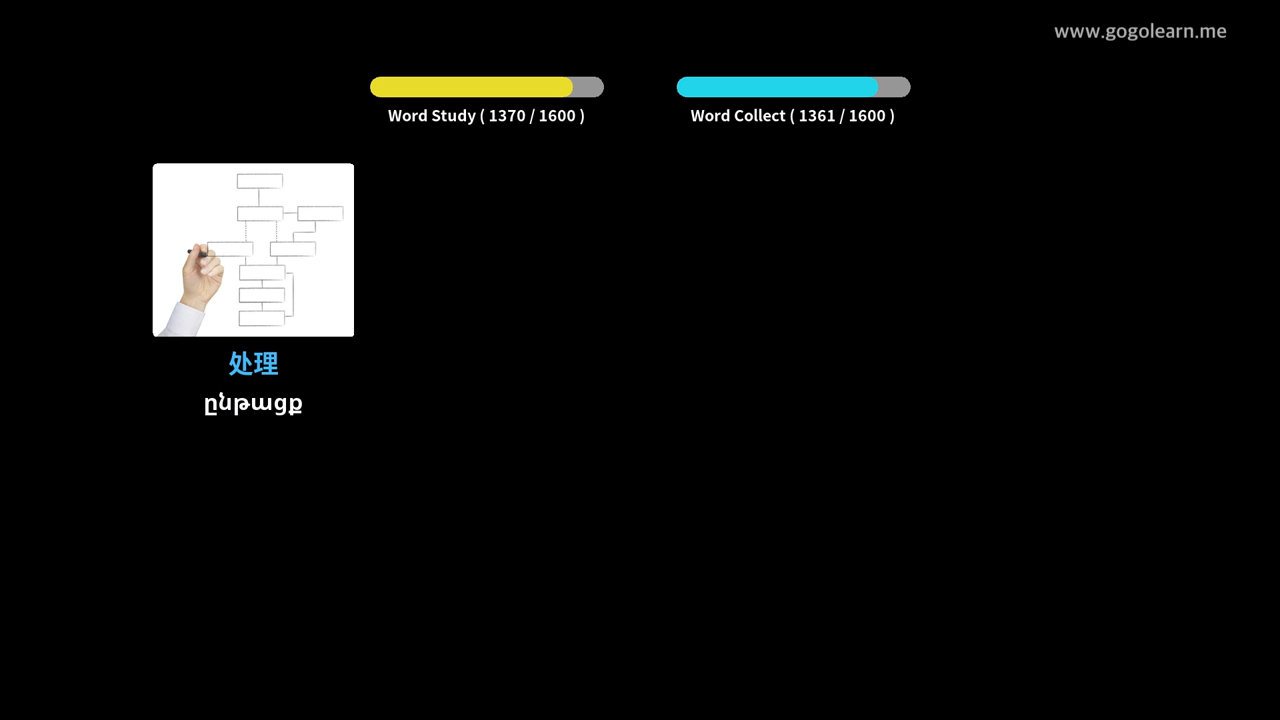 www.gogolearn.me
Word Study ( 1370 / 1600 )
Word Collect ( 1361 / 1600 )
处理
ընթացք